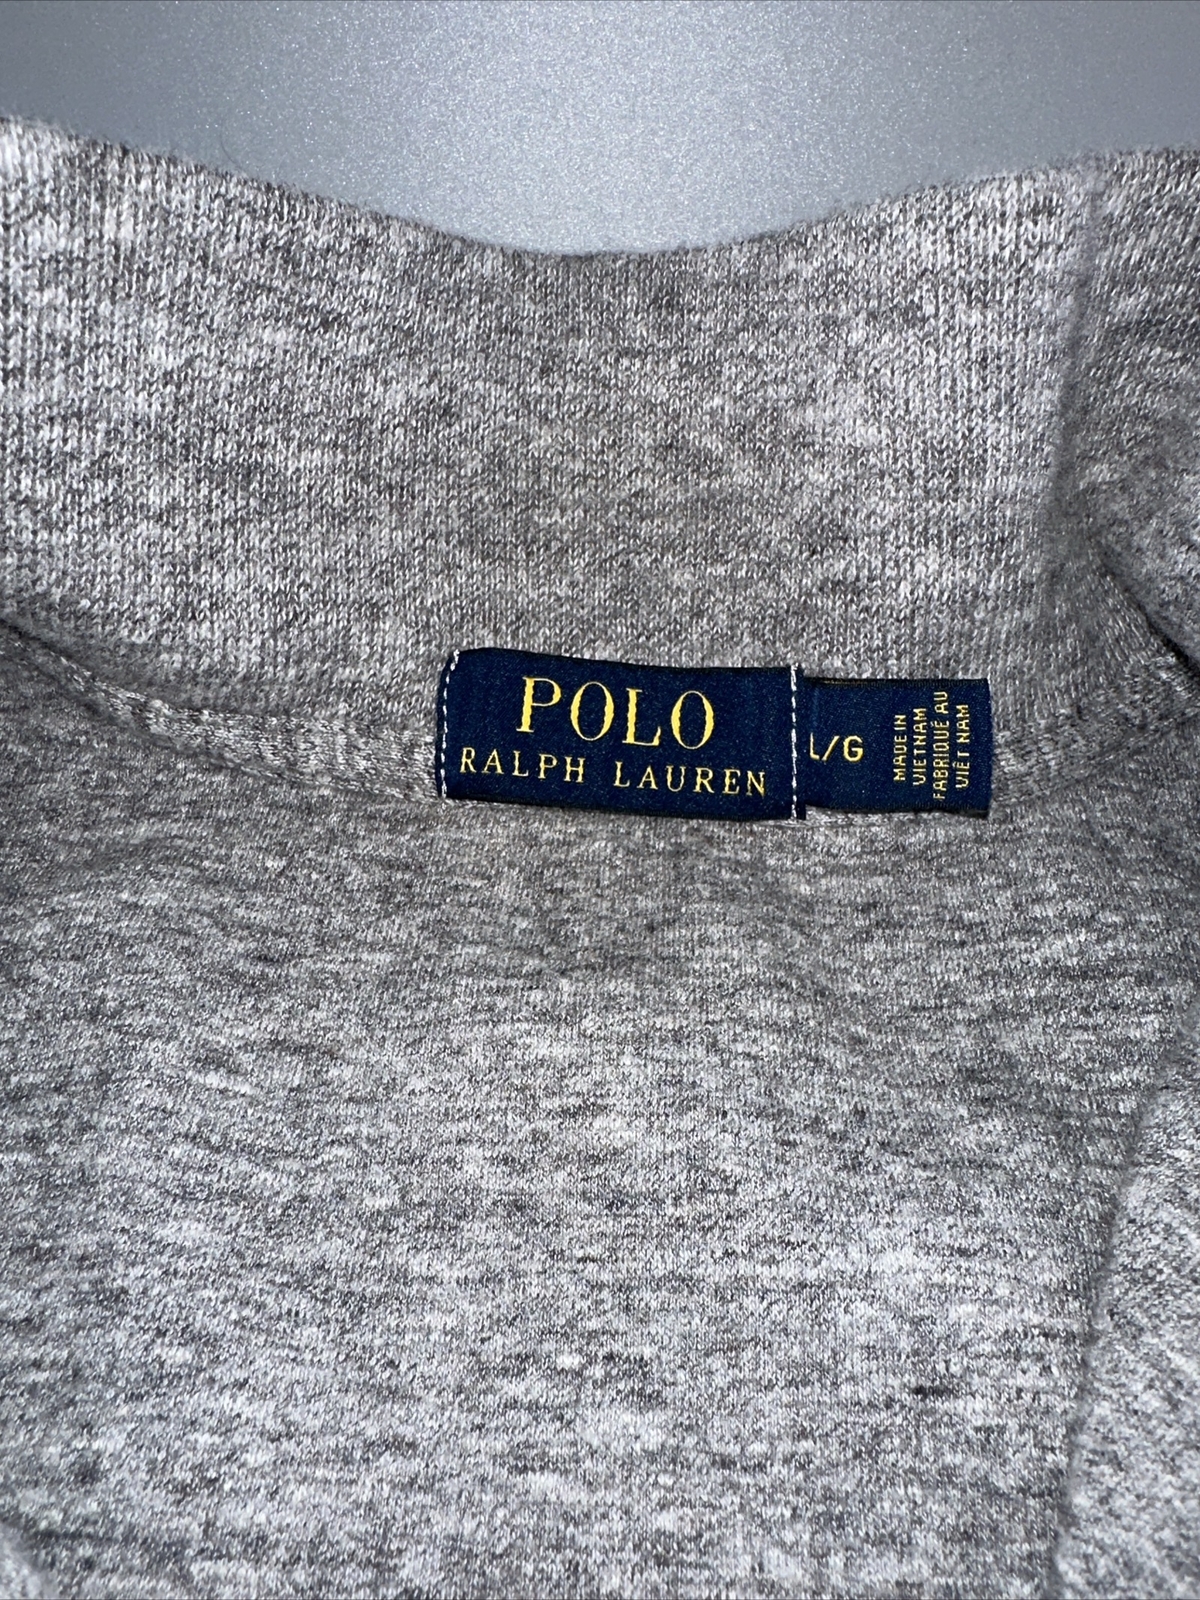 POLO
RALPH LAUREN
L/G
MADE IN
VIETNAM
FABRIQUÉ AU
VIÊT NAM